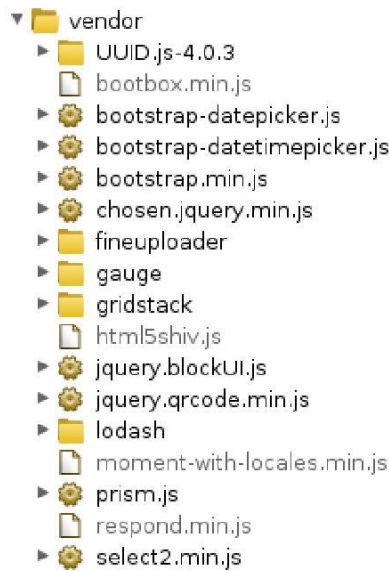 vendor
UUID.js-4.0.3
bootbox.min.js
bootstrap-datepicker.js
bootstrap-datetimepicker.js
bootstrap.min.js
chosen.jquery.min.js
fineuploader
gauge
gridstack
html5shiv.js
jquery.blockUI.js
jquery.qrcode.min.js
lodash
moment-with-locales.min.js
prism.js
respond.min.js
select2.min.js